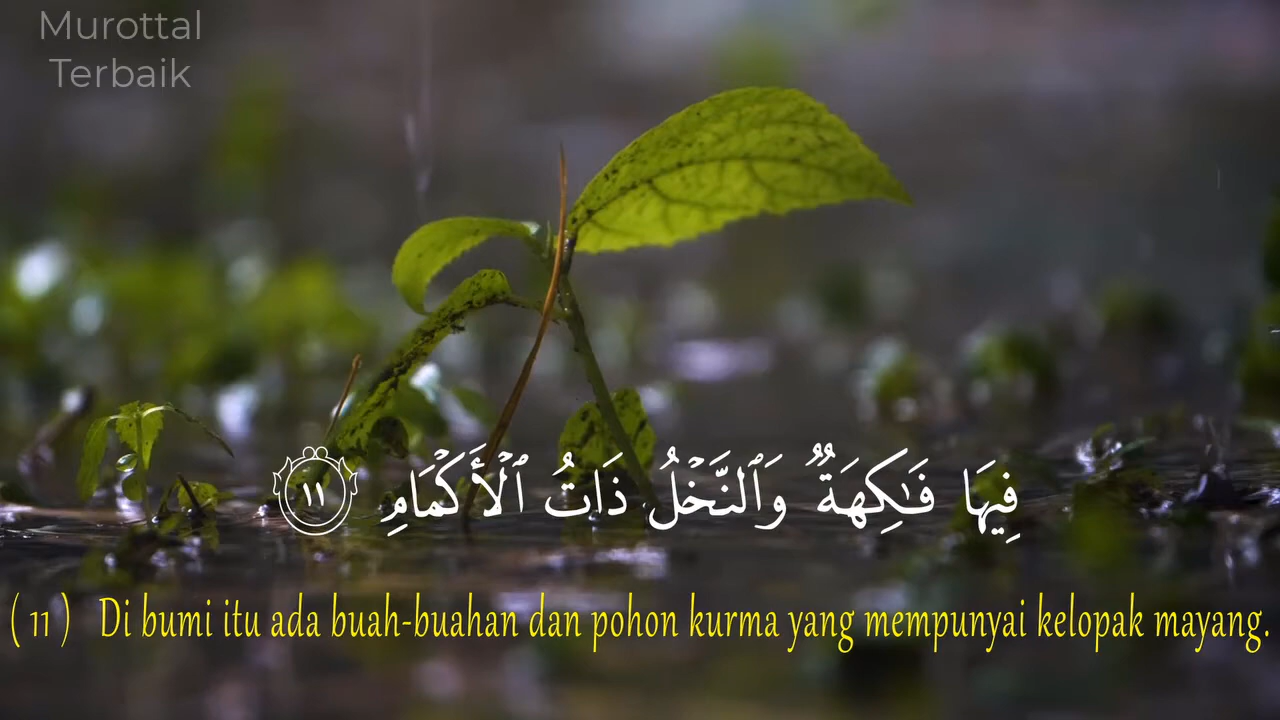 Murottal
Terbaik
فِيهَا فَـٰكِهَةٌ وَٱلنَّخْلُ ذَاتُ ٱلْأَكْمَامِ ١١
( 11 ) Di bumi itu ada buah-buahan dan pohon kurma yang mempunyai kelopak mayang.